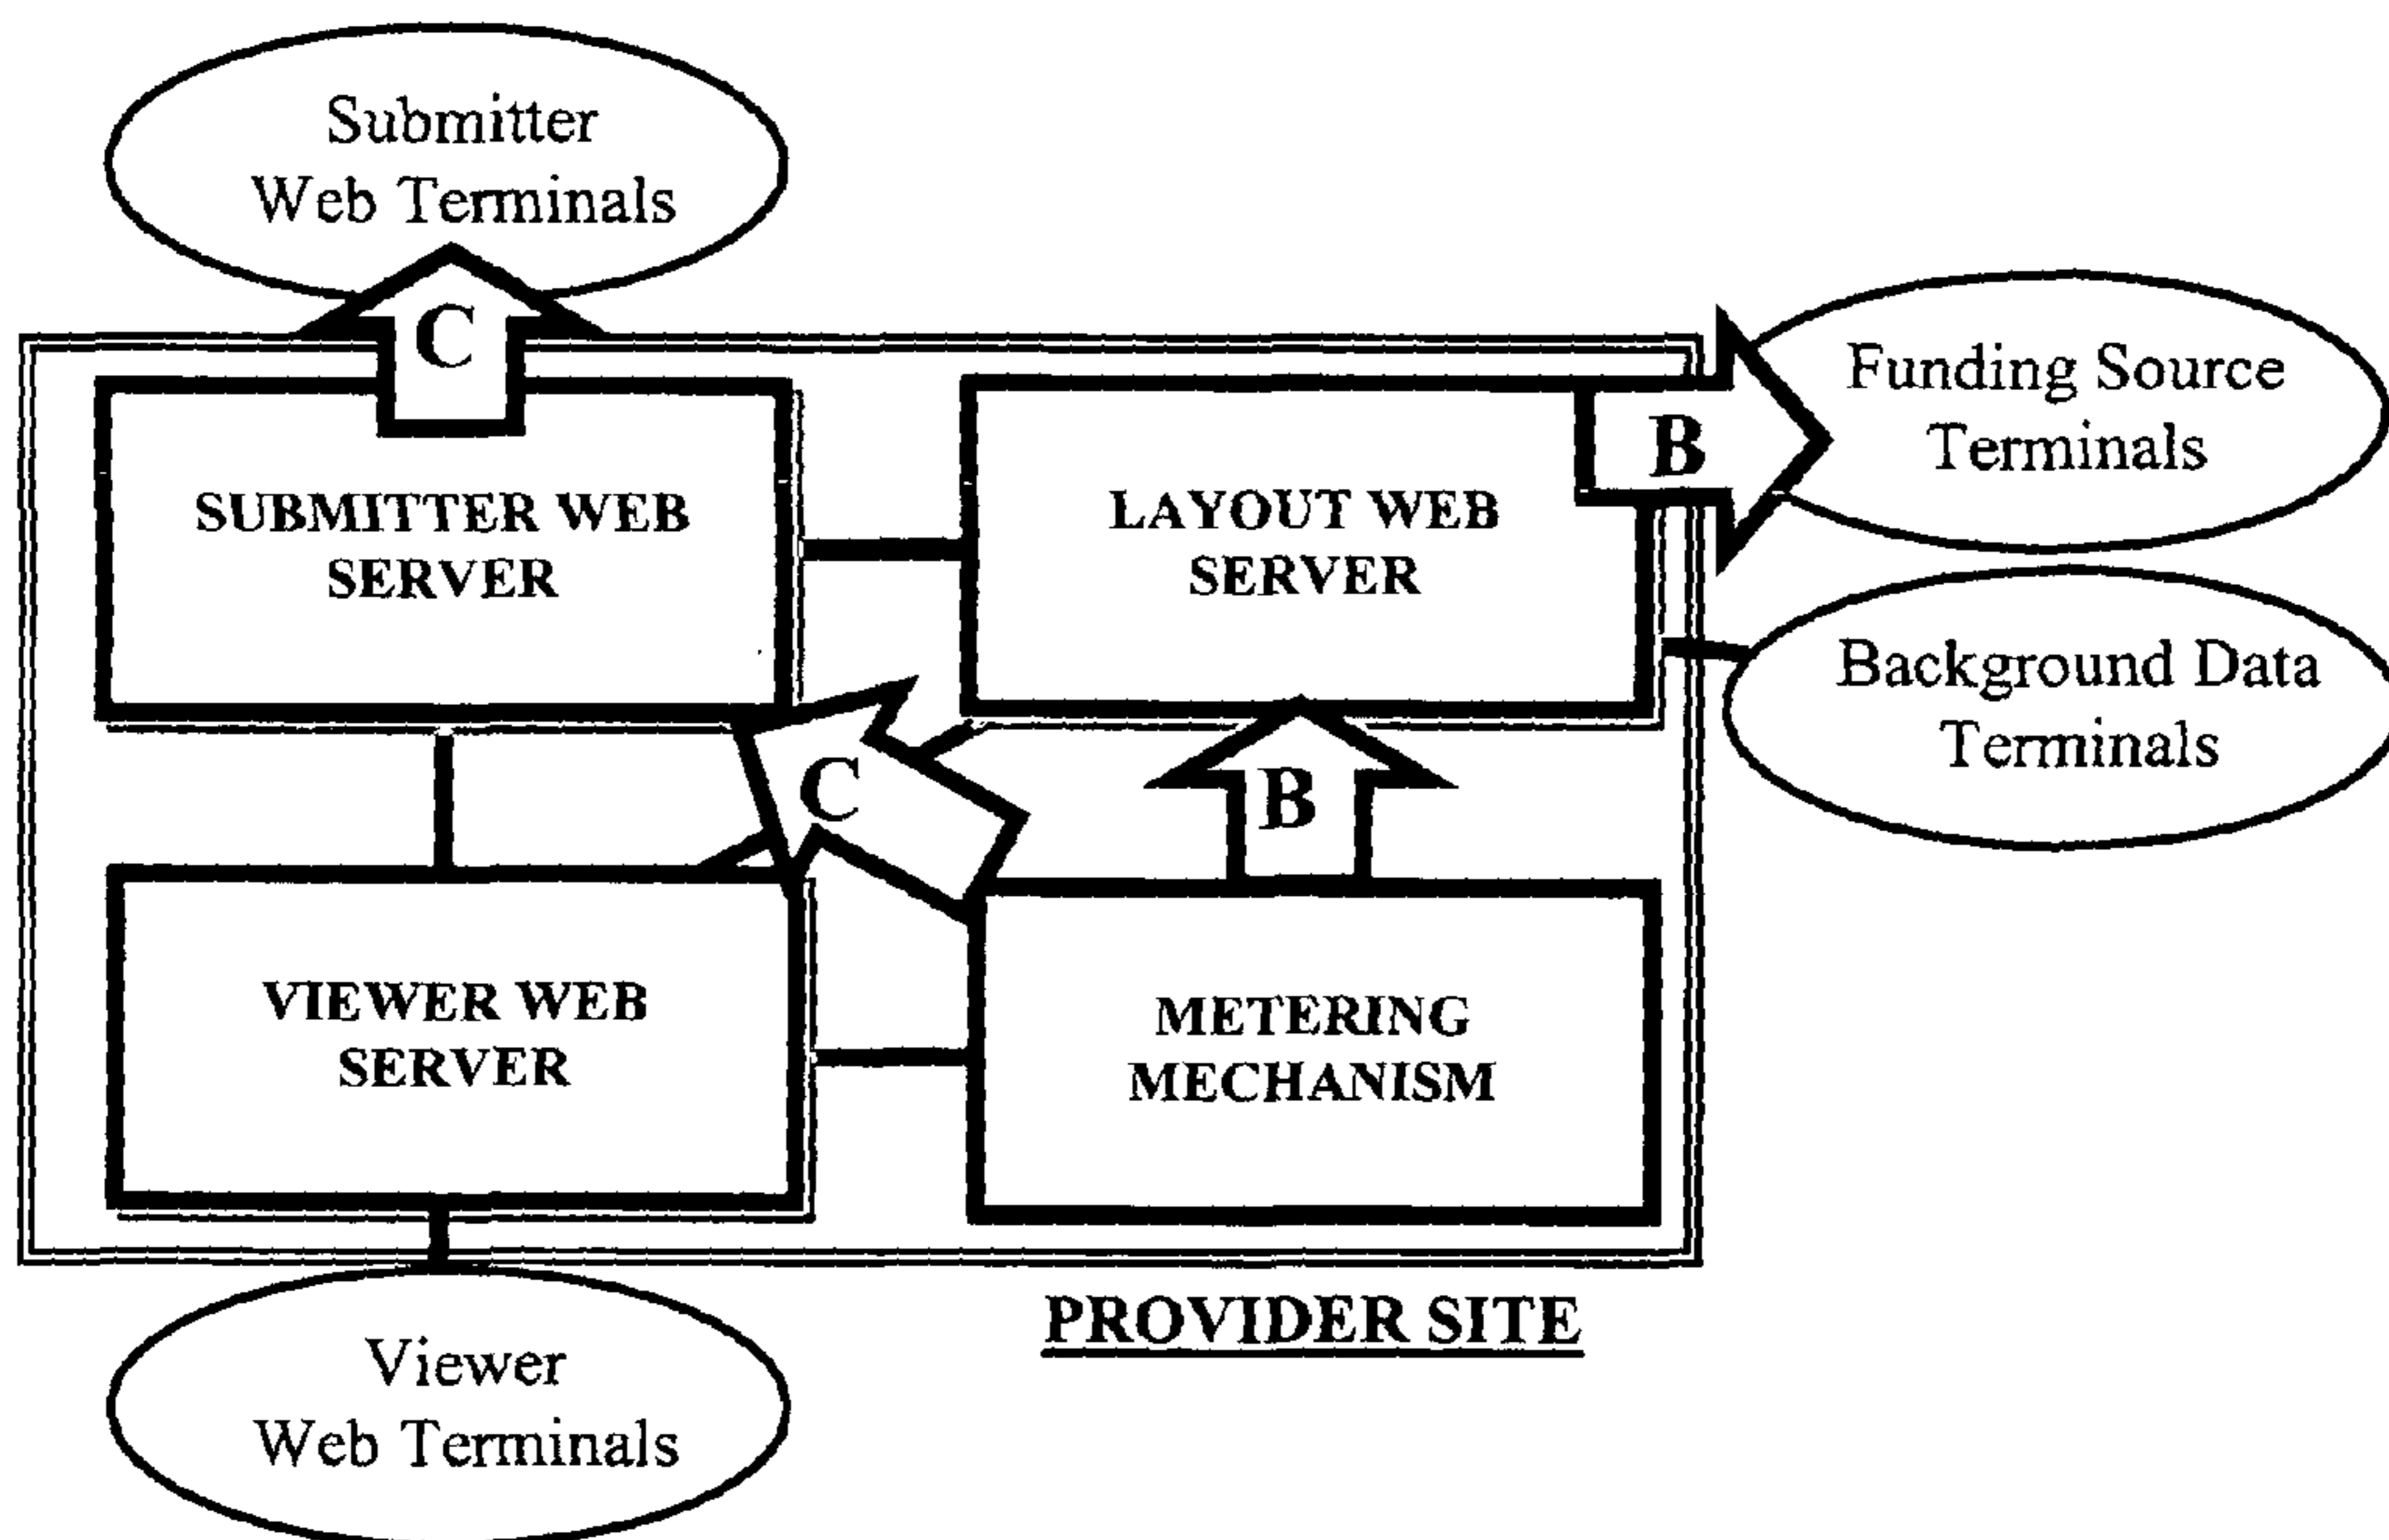 Submitter
Web Terminals
C
Funding Source
Terminals
B
SUBMITTER WEB
SERVER
LAYOUT WEB
SERVER
Background Data
Terminals
C
B
VIEWER WEB
SERVER
METERING
MECHANISM
PROVIDER SITE
Viewer
Web Terminals